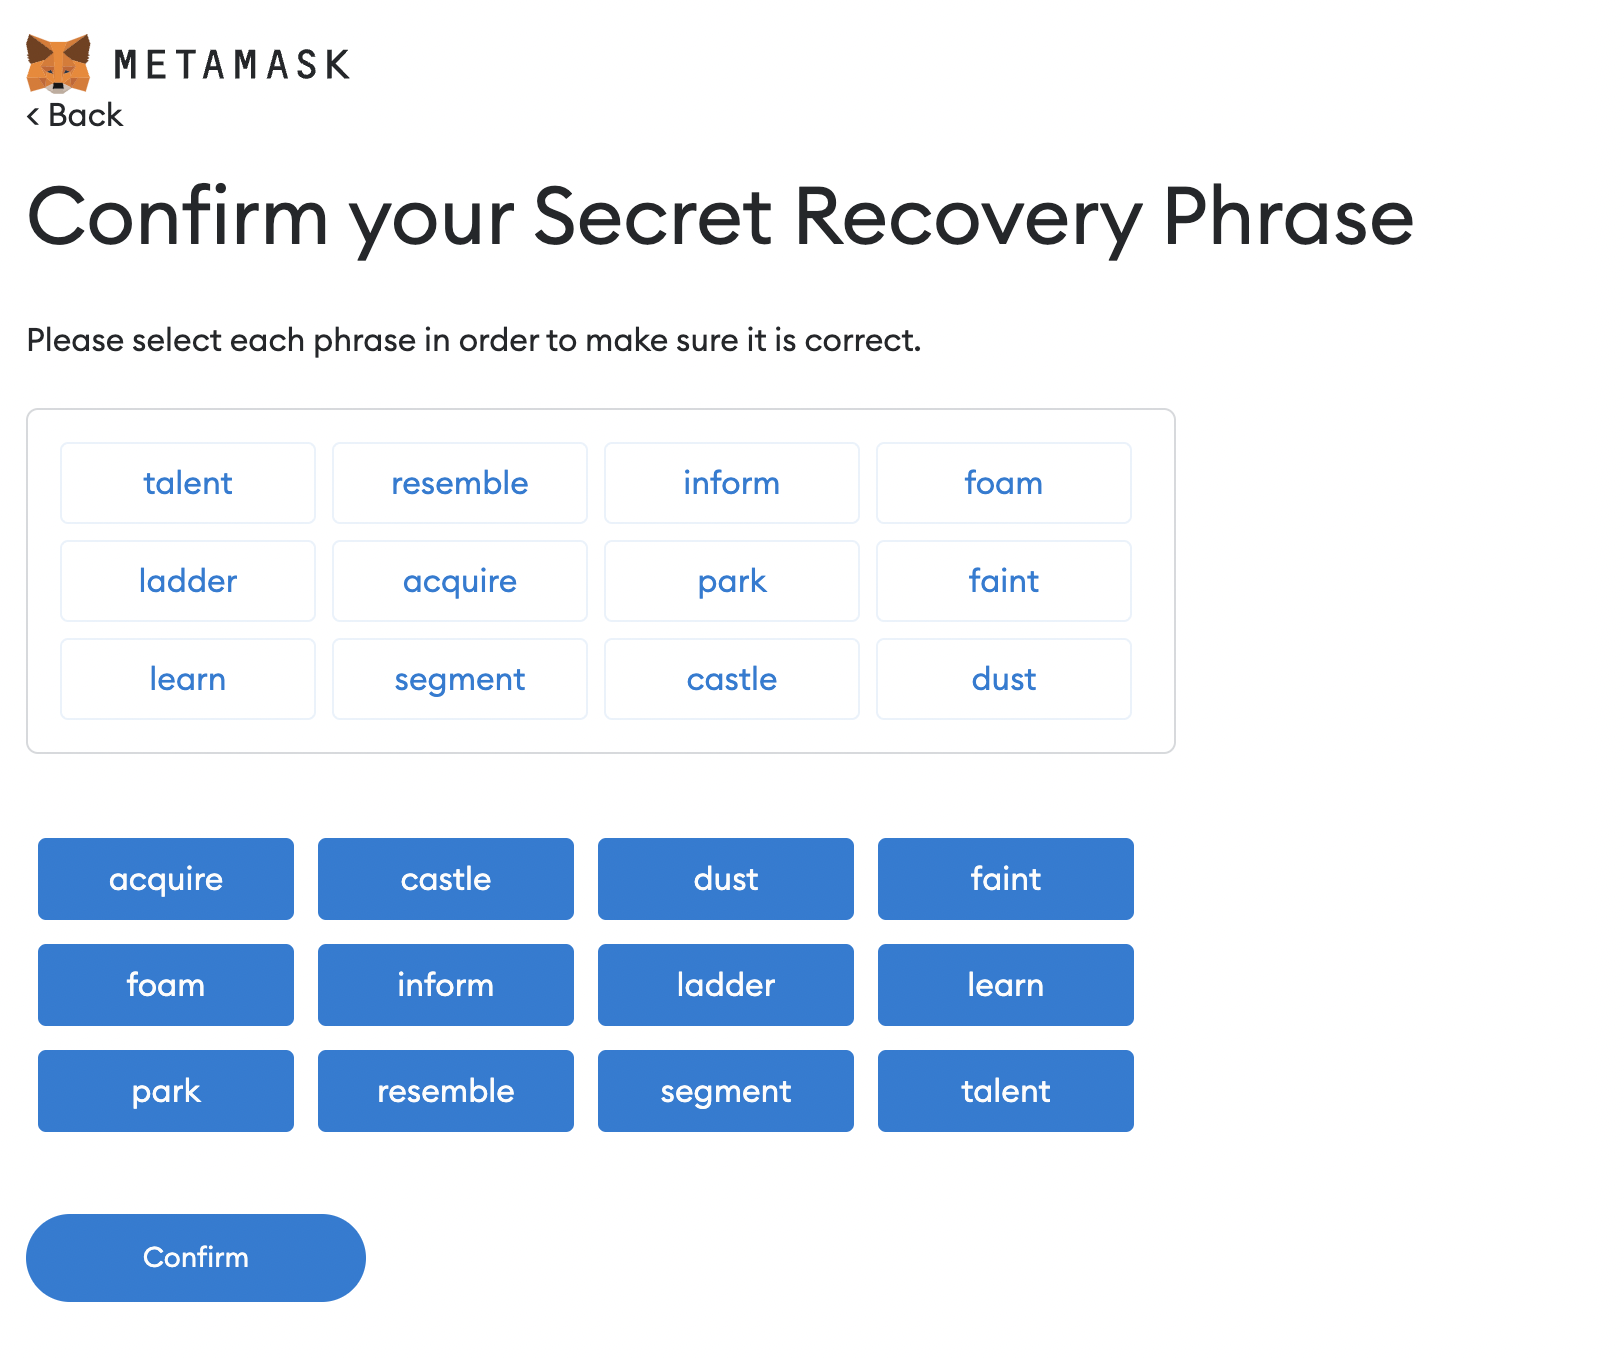 METAMASK
< Back
Confirm your Secret Recovery Phrase
Please select each phrase in order to make sure it is correct.
talent resemble inform foam
ladder acquire park faint
learn segment castle dust
acquire castle dust faint
foam inform ladder learn
park resemble segment talent
Confirm